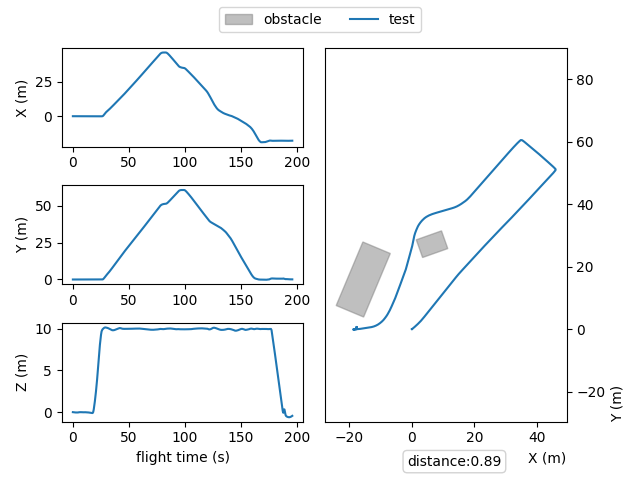 obstacle test
X (m)
25
0
0 50 100 150 200
Y (m)
50
25
0
0 50 100 150 200
Z (m)
10
5
0
0 50 100 150 200
flight time (s)
80
60
40
20
0
−20
Y (m)
−20 0 20 40
X (m)
distance:0.89